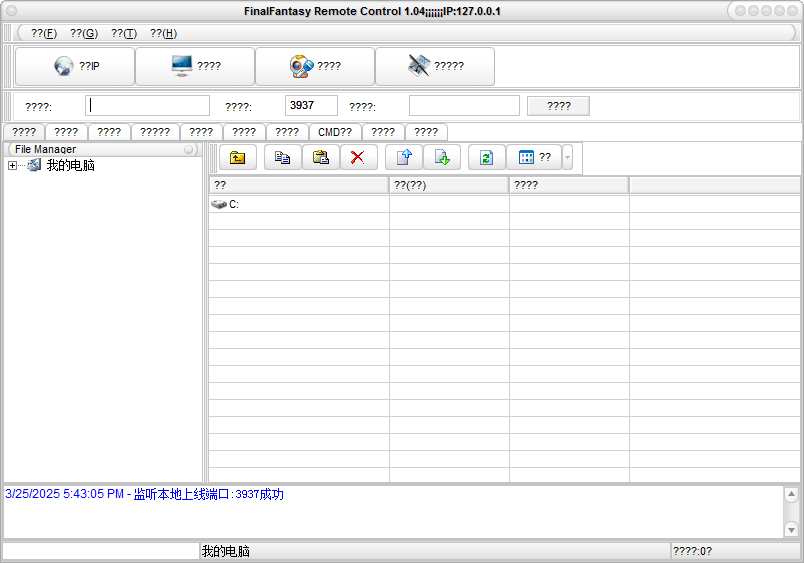 FinalFantasy Remote Control 1.04¡¡¡¡¡¡IP:127.0.0.1
??(F) ??(G) ??(T) ??(H)
??IP ???? ???? ?????
????: ????: 3937 ????: ????
???? ???? ???? ????? ???? ???? ???? CMD?? ???? ????
File Manager
我的电脑
??
?? ??(??) ????
C:
3/25/2025 5:43:05 PM - 监听本地上线端口:3937成功
我的电脑 ????:0?